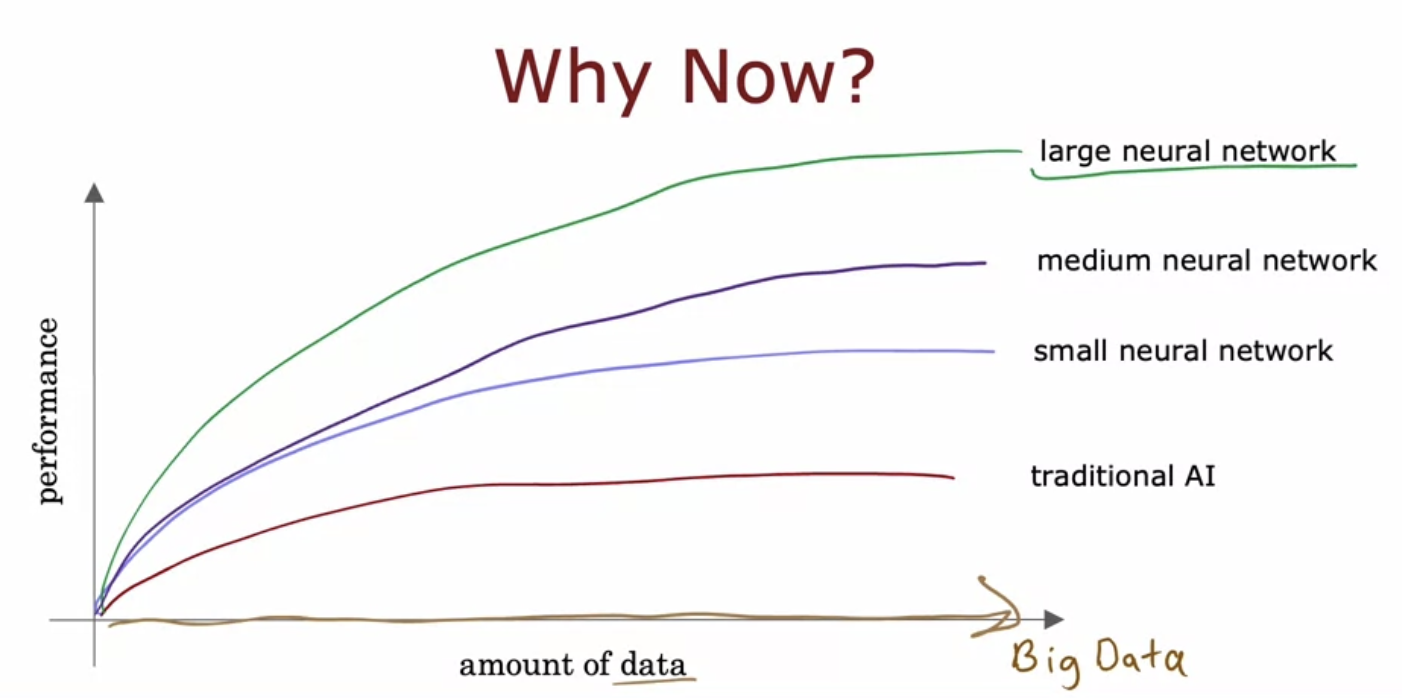 Why Now?
large neural network
medium neural network
small neural network
traditional AI
performance
amount of data
Big Data